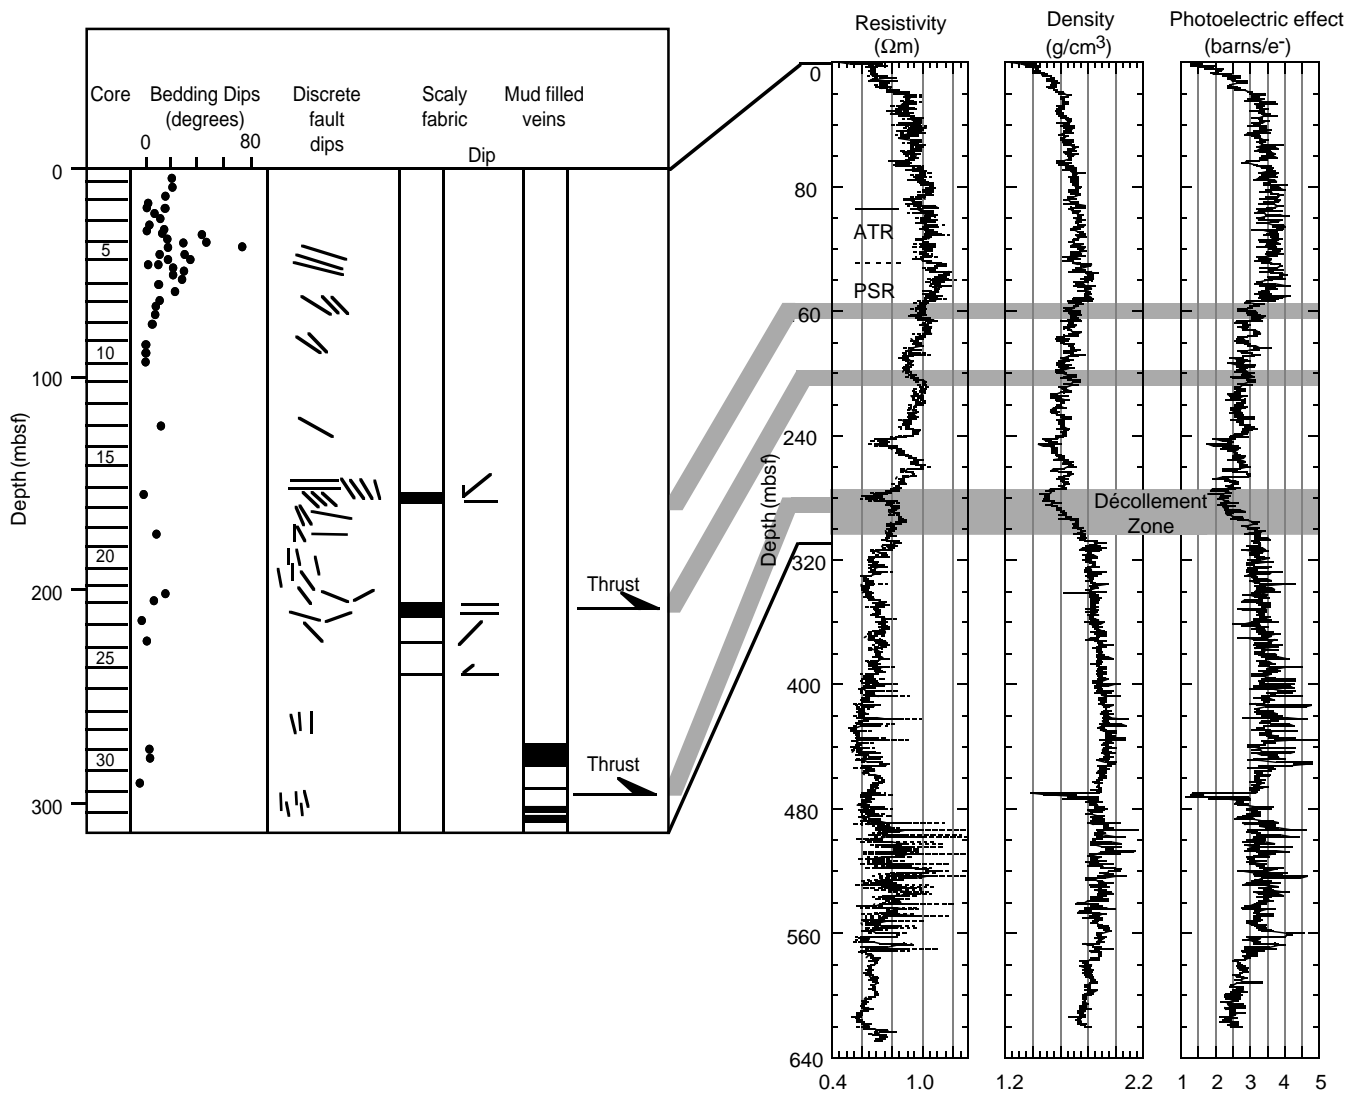 Core
Bedding Dips
(degrees)
0 80
Discrete
fault
dips
Scaly
fabric
Dip
Mud filled
veins
Depth (mbsf)
0
100
200
300
5
10
15
20
25
30
Thrust
Thrust
Resistivity
(Ωm)
Density
(g/cm3)
Photoelectric effect
(barns/e-)
Depth (mbsf)
0
80
60
240
320
400
480
560
640
ATR
PSR
Décollement
Zone
0.4 1.0
1.2 2.2
1 2 3 4 5